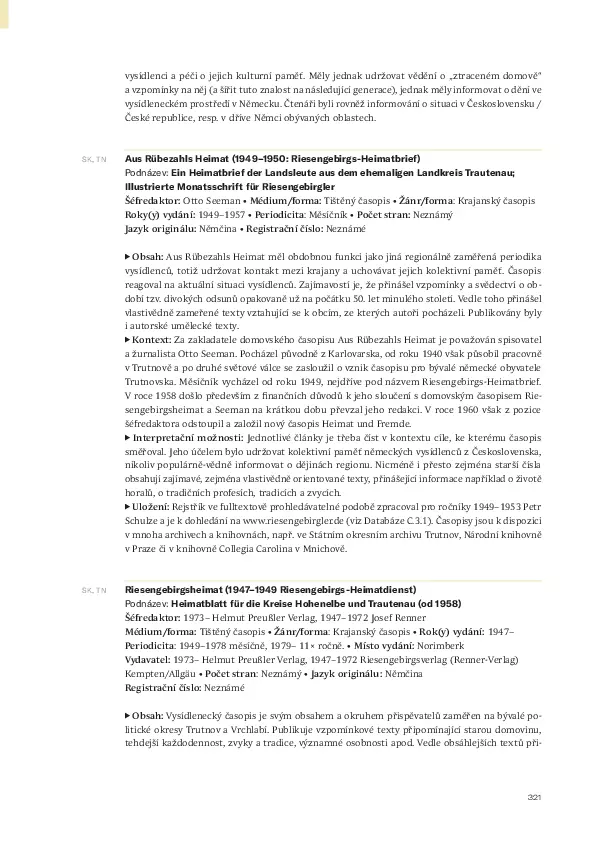 vysídlenci a péči o jejich kulturní paměť. Měly jednak udržovat vědění o „ztraceném domově“
a vzpomínky na něj (a šířit tuto znalost na následující generace), jednak měly informovat o dění ve
vysídleneckém prostředí v Německu. Čtenáři byli rovněž informováni o situaci v Československu /
České republice, resp. v dříve Němci obývaných oblastech.
SK, TN
Aus Rübezahls Heimat (1949–1950: Riesengebirgs-Heimatbrief)
Podnázev: Ein Heimatbrief der Landsleute aus dem ehemaligen Landkreis Trautenau;
Illustrierte Monatsschrift für Riesengebirgler
Šéfredaktor: Otto Seeman • Médium/forma: Tištěný časopis • Žánr/forma: Krajanský časopis
Roky(y) vydání: 1949–1957 • Periodicita: Měsíčník • Počet stran: Neznámý
Jazyk originálu: Němčina • Registrační číslo: Neznámé
▶ Obsah: Aus Rübezahls Heimat měl obdobnou funkci jako jiná regionálně zaměřená periodika
vysídlenců, totiž udržovat kontakt mezi krajany a uchovávat jejich kolektivní paměť. Časopis
reagoval na aktuální situaci vysídlenců. Zajímavostí je, že přinášel vzpomínky a svědectví o ob-
dobí tzv. divokých odsunů opakovaně už na počátku 50. let minulého století. Vedle toho přinášel
vlastivědně zaměřené texty vztahující se k obcím, ze kterých autoři pocházeli. Publikovány byly
i autorské umělecké texty.
▶ Kontext: Za zakladatele domovského časopisu Aus Rübezahls Heimat je považován spisovatel
a žurnalista Otto Seeman. Pocházel původně z Karlovarska, od roku 1940 však působil pracovně
v Trutnově a po druhé světové válce se zasloužil o vznik časopisu pro bývalé německé obyvatele
Trutnovska. Měsíčník vycházel od roku 1949, nejdříve pod názvem Riesengebirgs-Heimatbrief.
V roce 1958 došlo především z finančních důvodů k jeho sloučení s domovským časopisem Rie-
sengebirgsheimat a Seeman na krátkou dobu převzal jeho redakci. V roce 1960 však z pozice
šéfredaktora odstoupil a založil nový časopis Heimat und Fremde.
▶ Interpretační možnosti: Jednotlivé články je třeba číst v kontextu cíle, ke kterému časopis
směřoval. Jeho účelem bylo udržovat kolektivní paměť německých vysídlenců z Československa,
nikoliv populárně-vědně informovat o dějinách regionu. Nicméně i přesto zejména starší čísla
obsahují zajímavé, zejména vlastivědně orientované texty, přinášející informace například o životě
horalů, o tradičních profesích, tradicích a zvycích.
▶ Uložení: Rejstřík ve fulltextově prohledávatelné podobě zpracoval pro ročníky 1949–1953 Petr
Schulze a je k dohledání na www.riesengebirgler.de (viz Databáze C.3.1). Časopisy jsou k dispozici
v mnoha archivech a knihovnách, např. ve Státním okresním archivu Trutnov, Národní knihovně
v Praze či v knihovně Collegia Carolina v Mnichově.
SK, TN
Riesengebirgsheimat (1947–1949 Riesengebirgs-Heimatdienst)
Podnázev: Heimatblatt für die Kreise Hohenelbe und Trautenau (od 1958)
Šéfredaktor: 1973– Helmut Preußler Verlag, 1947–1972 Josef Renner
Médium/forma: Tištěný časopis • Žánr/forma: Krajanský časopis • Rok(y) vydání: 1947–
Periodicita: 1949–1978 měsíčně, 1979– 11× ročně. • Místo vydání: Norimberk
Vydavatel: 1973– Helmut Preußler Verlag, 1947–1972 Riesengebirgsverlag (Renner-Verlag)
Kempten/Allgäu • Počet stran: Neznámý • Jazyk originálu: Němčina
Registrační číslo: Neznámé
▶ Obsah: Vysídlenecký časopis je svým obsahem a okruhem přispěvatelů zaměřen na bývalé po-
litické okresy Trutnov a Vrchlabí. Publikuje vzpomínkové texty připomínající starou domovinu,
tehdejší každodennost, zvyky a tradice, významné osobnosti apod. Vedle obsáhlejších textů při-
321